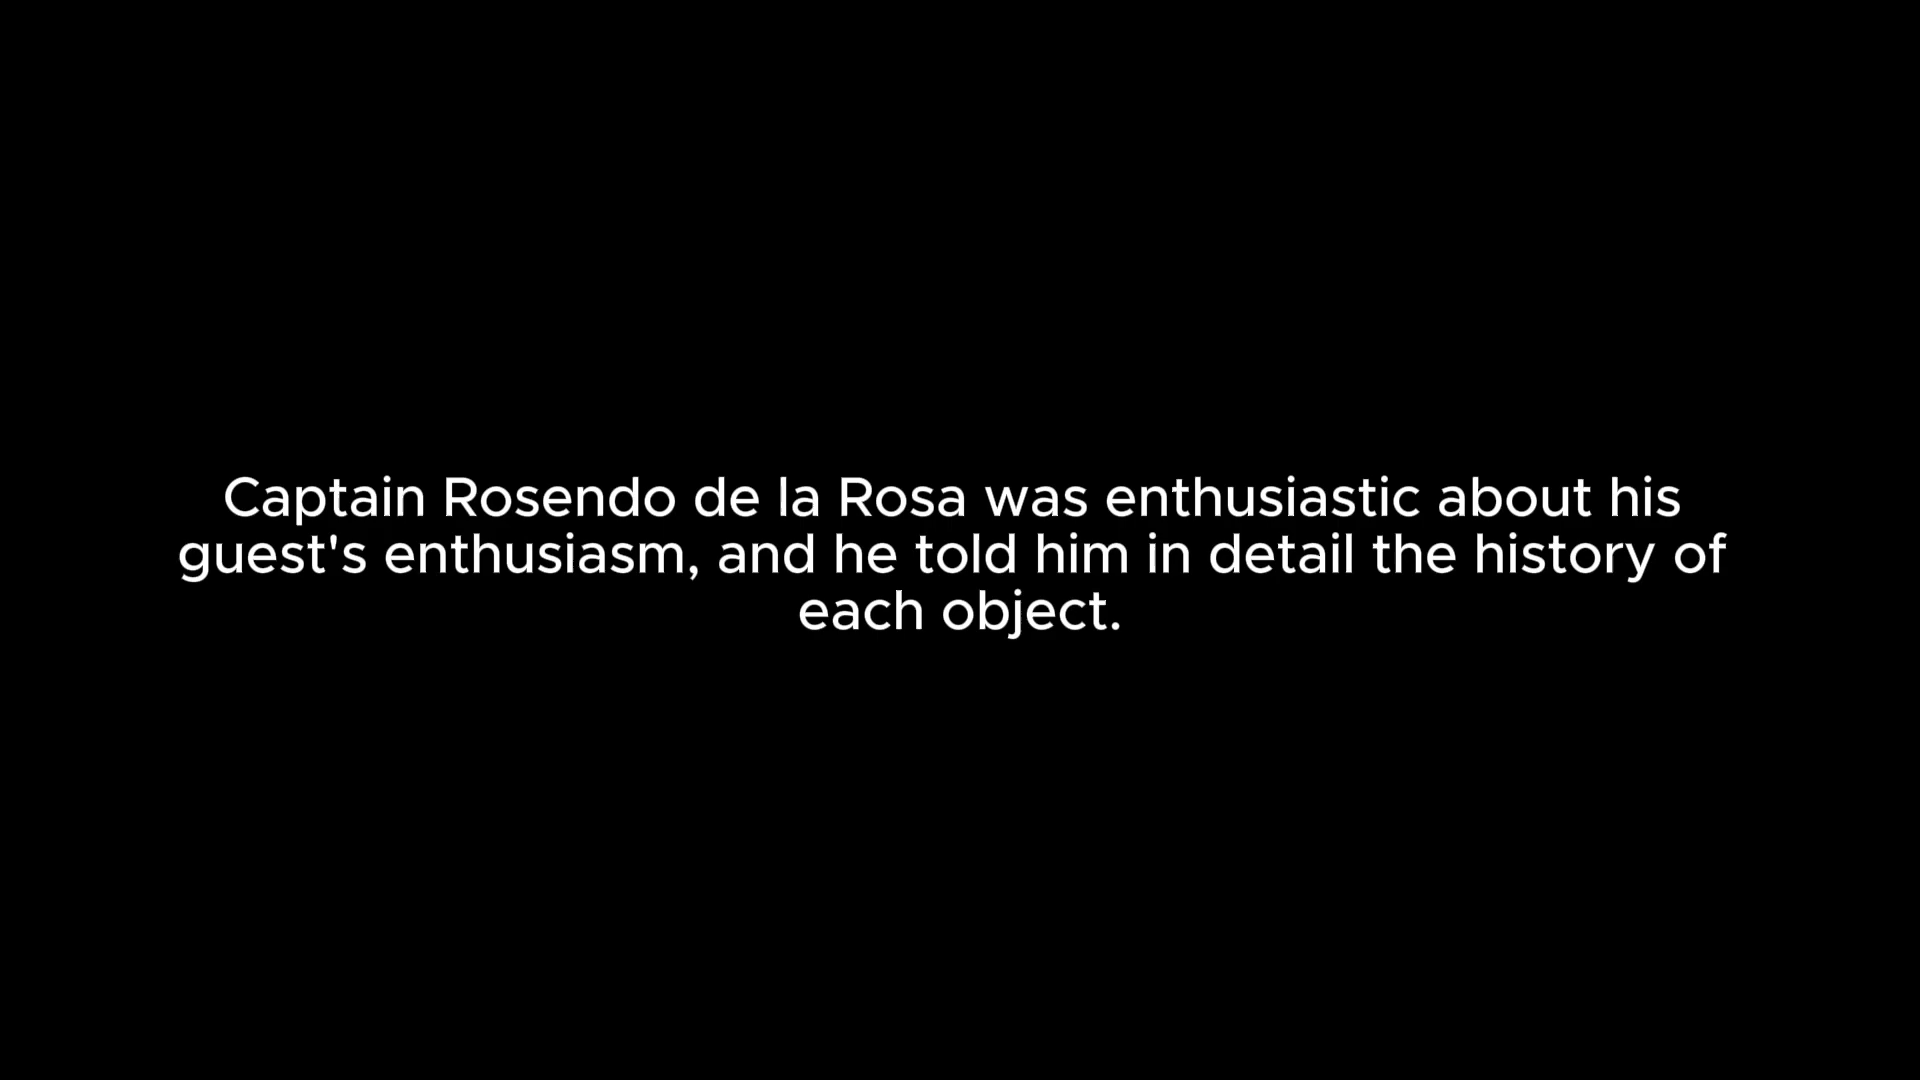 Captain Rosendo de la Rosa was enthusiastic about his
guest's enthusiasm, and he told him in detail the history of
each object.